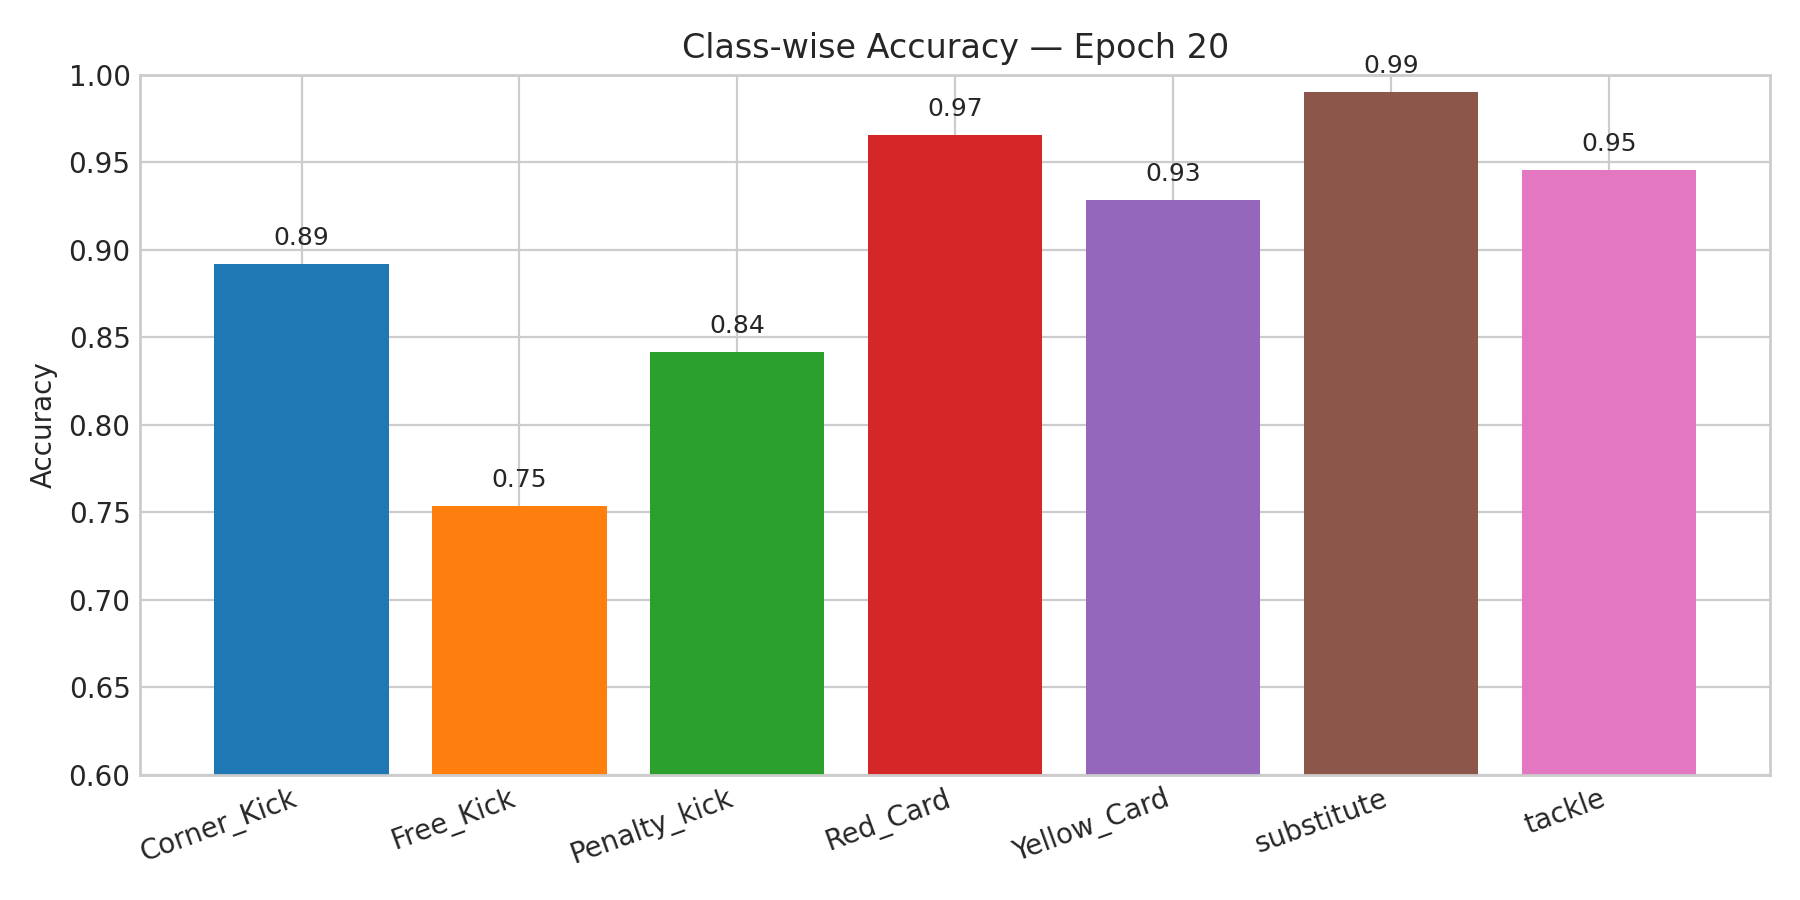 Class-wise Accuracy — Epoch 20
Accuracy
1.00
0.95
0.90
0.85
0.80
0.75
0.70
0.65
0.60
0.89
0.75
0.84
0.97
0.93
0.99
0.95
Corner_Kick
Free_Kick
Penalty_kick
Red_Card
Yellow_Card
substitute
tackle